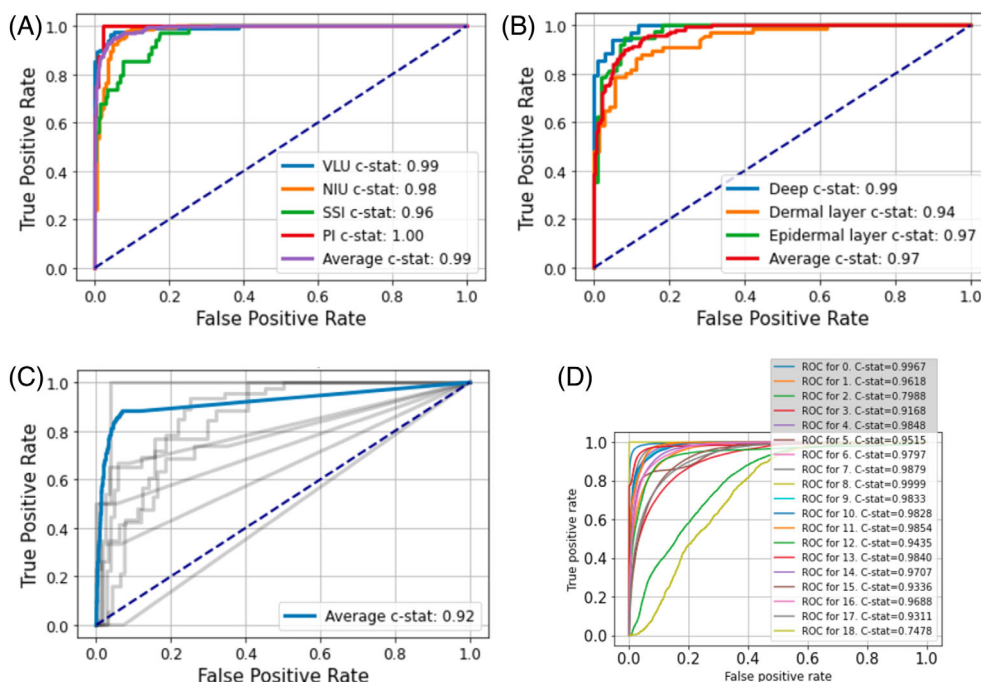 (A)
1.0
0.8
0.6
0.4
0.2
0.0
True Positive Rate
VLU c-stat: 0.99
NIU c-stat: 0.98
SSI c-stat: 0.96
PI c-stat: 1.00
Average c-stat: 0.99
0.0 0.2 0.4 0.6 0.8 1.0
False Positive Rate
(B)
1.0
0.8
0.6
0.4
0.2
0.0
True Positive Rate
Deep c-stat: 0.99
Dermal layer c-stat: 0.94
Epidermal layer c-stat: 0.97
Average c-stat: 0.97
0.0 0.2 0.4 0.6 0.8 1.0
False Positive Rate
(C)
1.0
0.8
0.6
0.4
0.2
0.0
True Positive Rate
Average c-stat: 0.92
0.0 0.2 0.4 0.6 0.8 1.0
False Positive Rate
(D)
ROC for 0. C-stat=0.9967
ROC for 1. C-stat=0.9618
ROC for 2. C-stat=0.7988
ROC for 3. C-stat=0.9168
ROC for 4. C-stat=0.9848
ROC for 5. C-stat=0.9515
ROC for 6. C-stat=0.9797
ROC for 7. C-stat=0.9879
ROC for 8. C-stat=0.9999
ROC for 9. C-stat=0.9833
ROC for 10. C-stat=0.9828
ROC for 11. C-stat=0.9854
ROC for 12. C-stat=0.9435
ROC for 13. C-stat=0.9840
ROC for 14. C-stat=0.9707
ROC for 15. C-stat=0.9336
ROC for 16. C-stat=0.9688
ROC for 17. C-stat=0.9311
ROC for 18. C-stat=0.7478
1.0
0.8
0.6
0.4
0.2
0.0
True positive rate
0.0 0.2 0.4 0.6 0.8 1.0
False positive rate